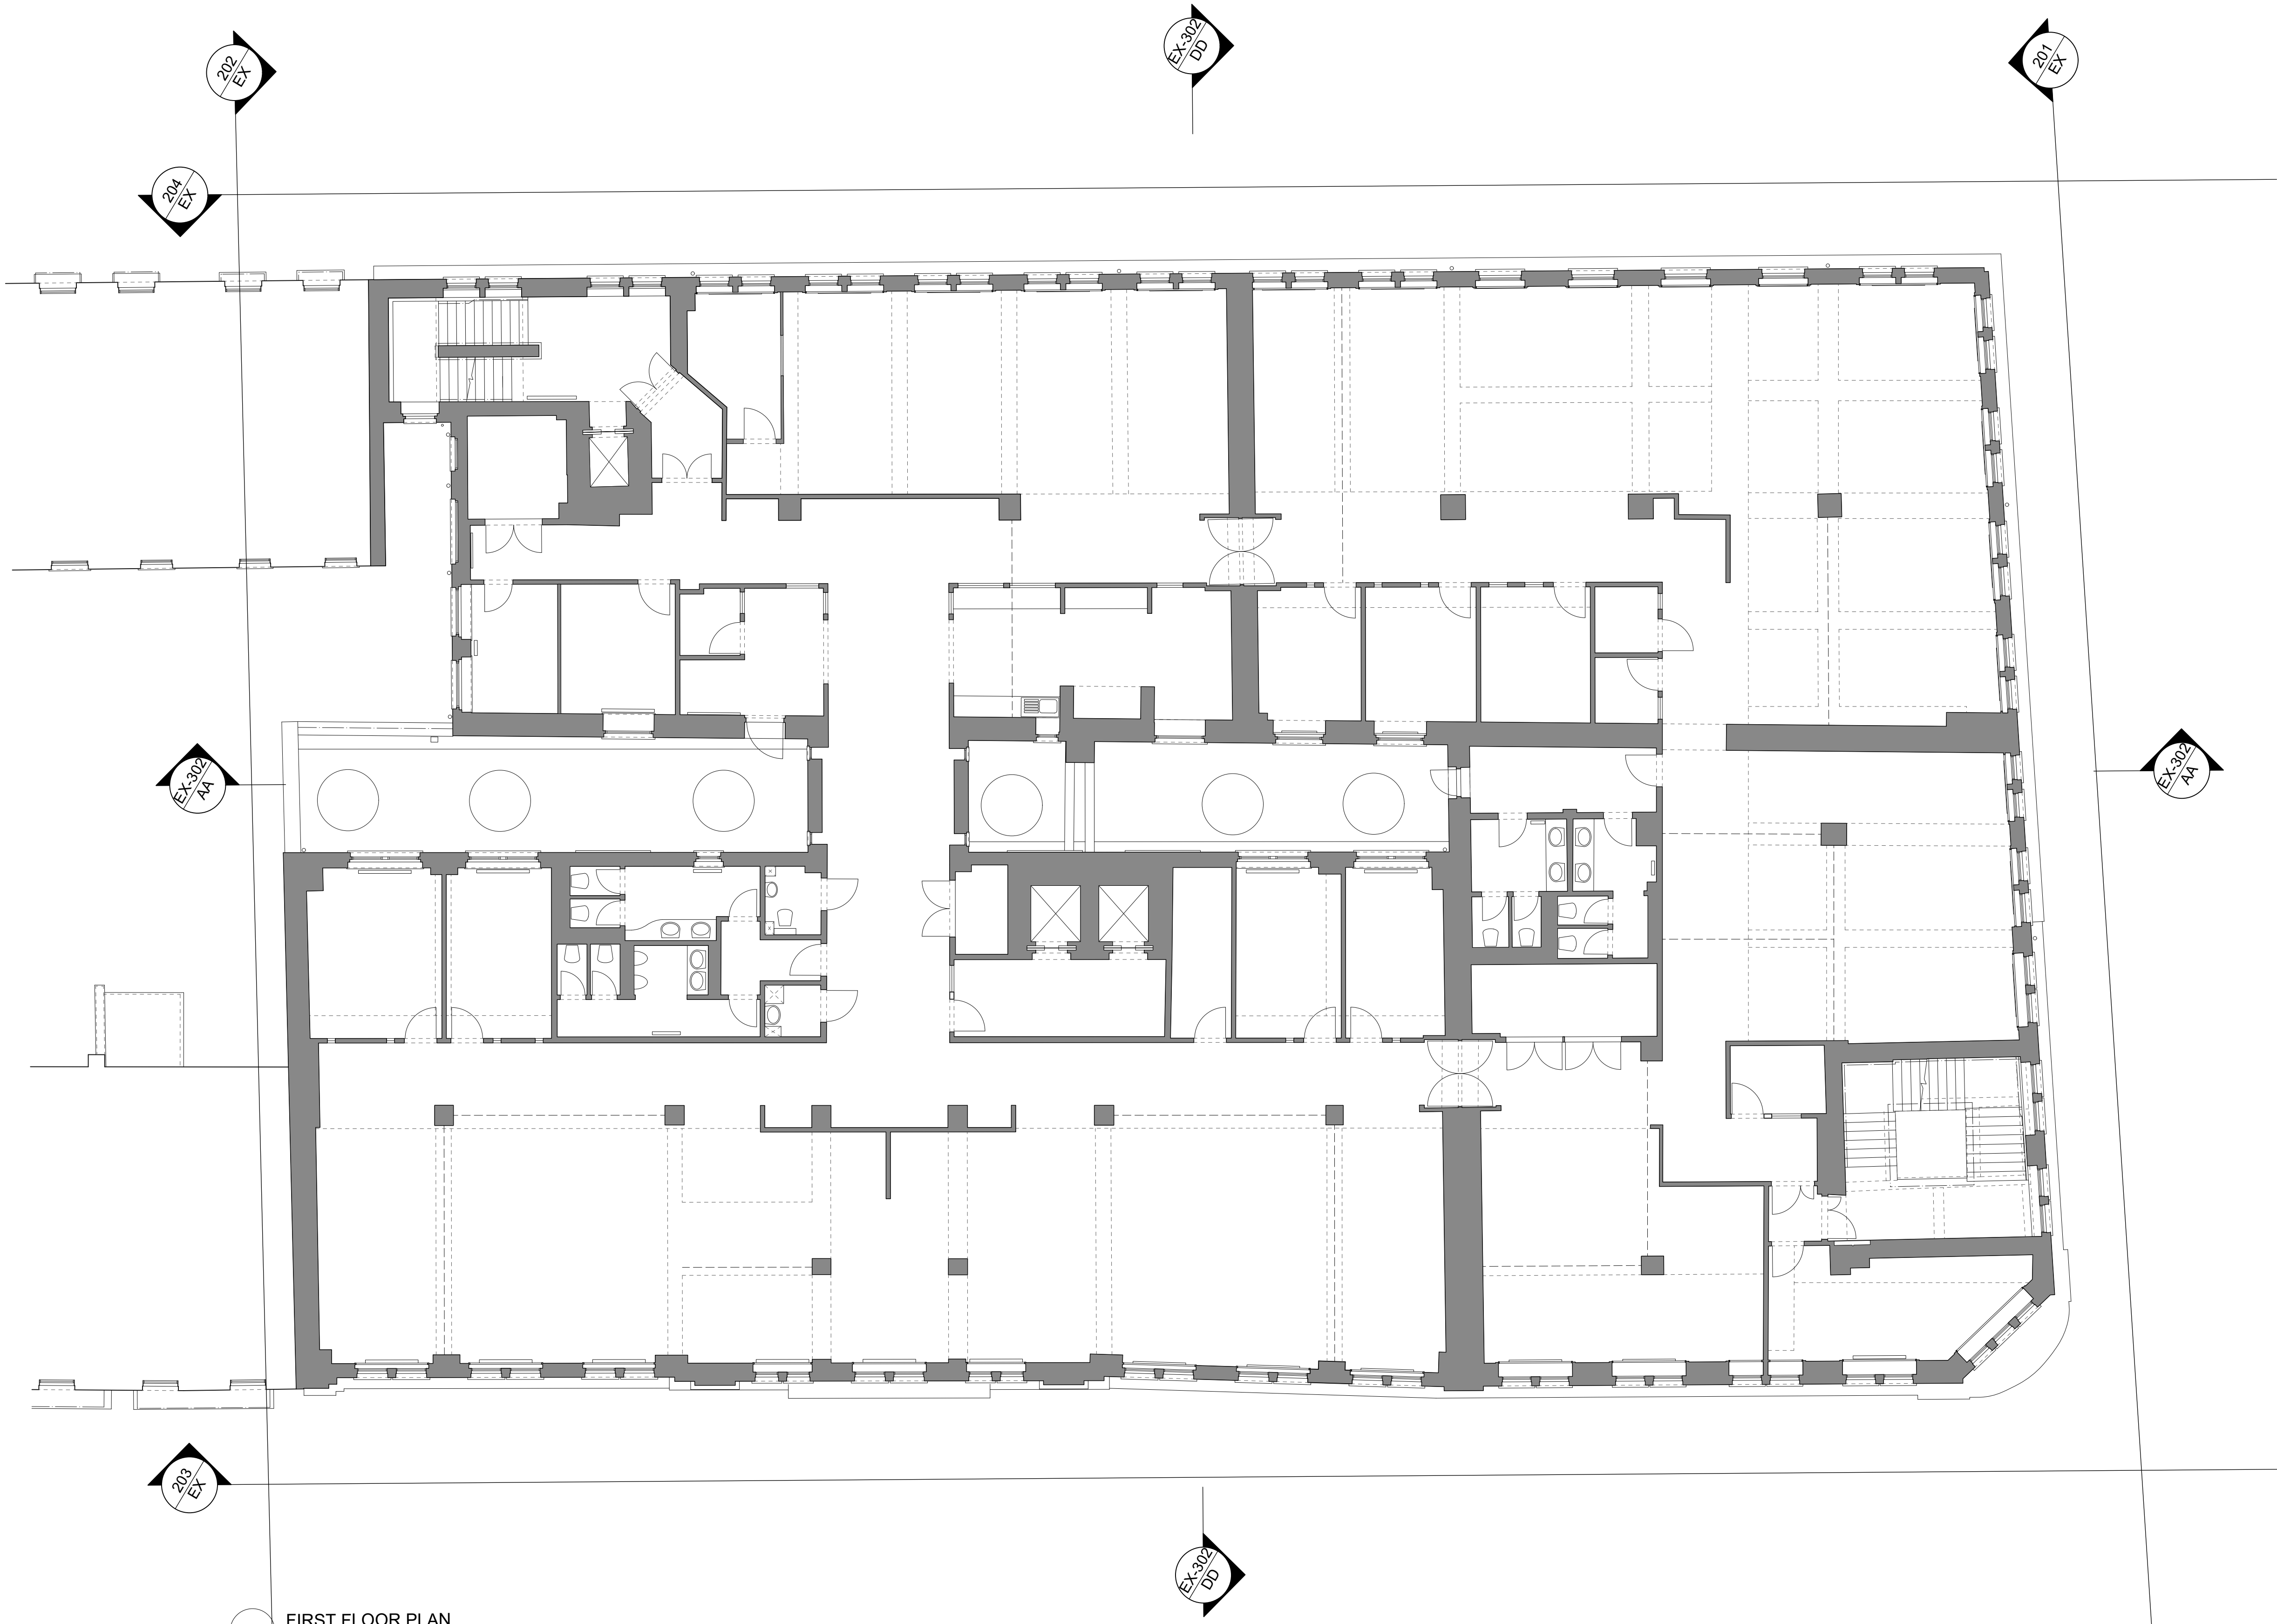 EX-302
DD
201
EX
202
EX
204
EX
EX-302
AA
EX-302
AA
203
EX
EX-302
DD
FIRST FLOOR PLAN